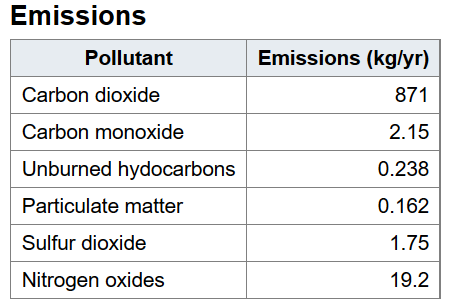 Emissions
Pollutant Emissions (kg/yr)
Carbon dioxide 871
Carbon monoxide 2.15
Unburned hydocarbons 0.238
Particulate matter 0.162
Sulfur dioxide 1.75
Nitrogen oxides 19.2